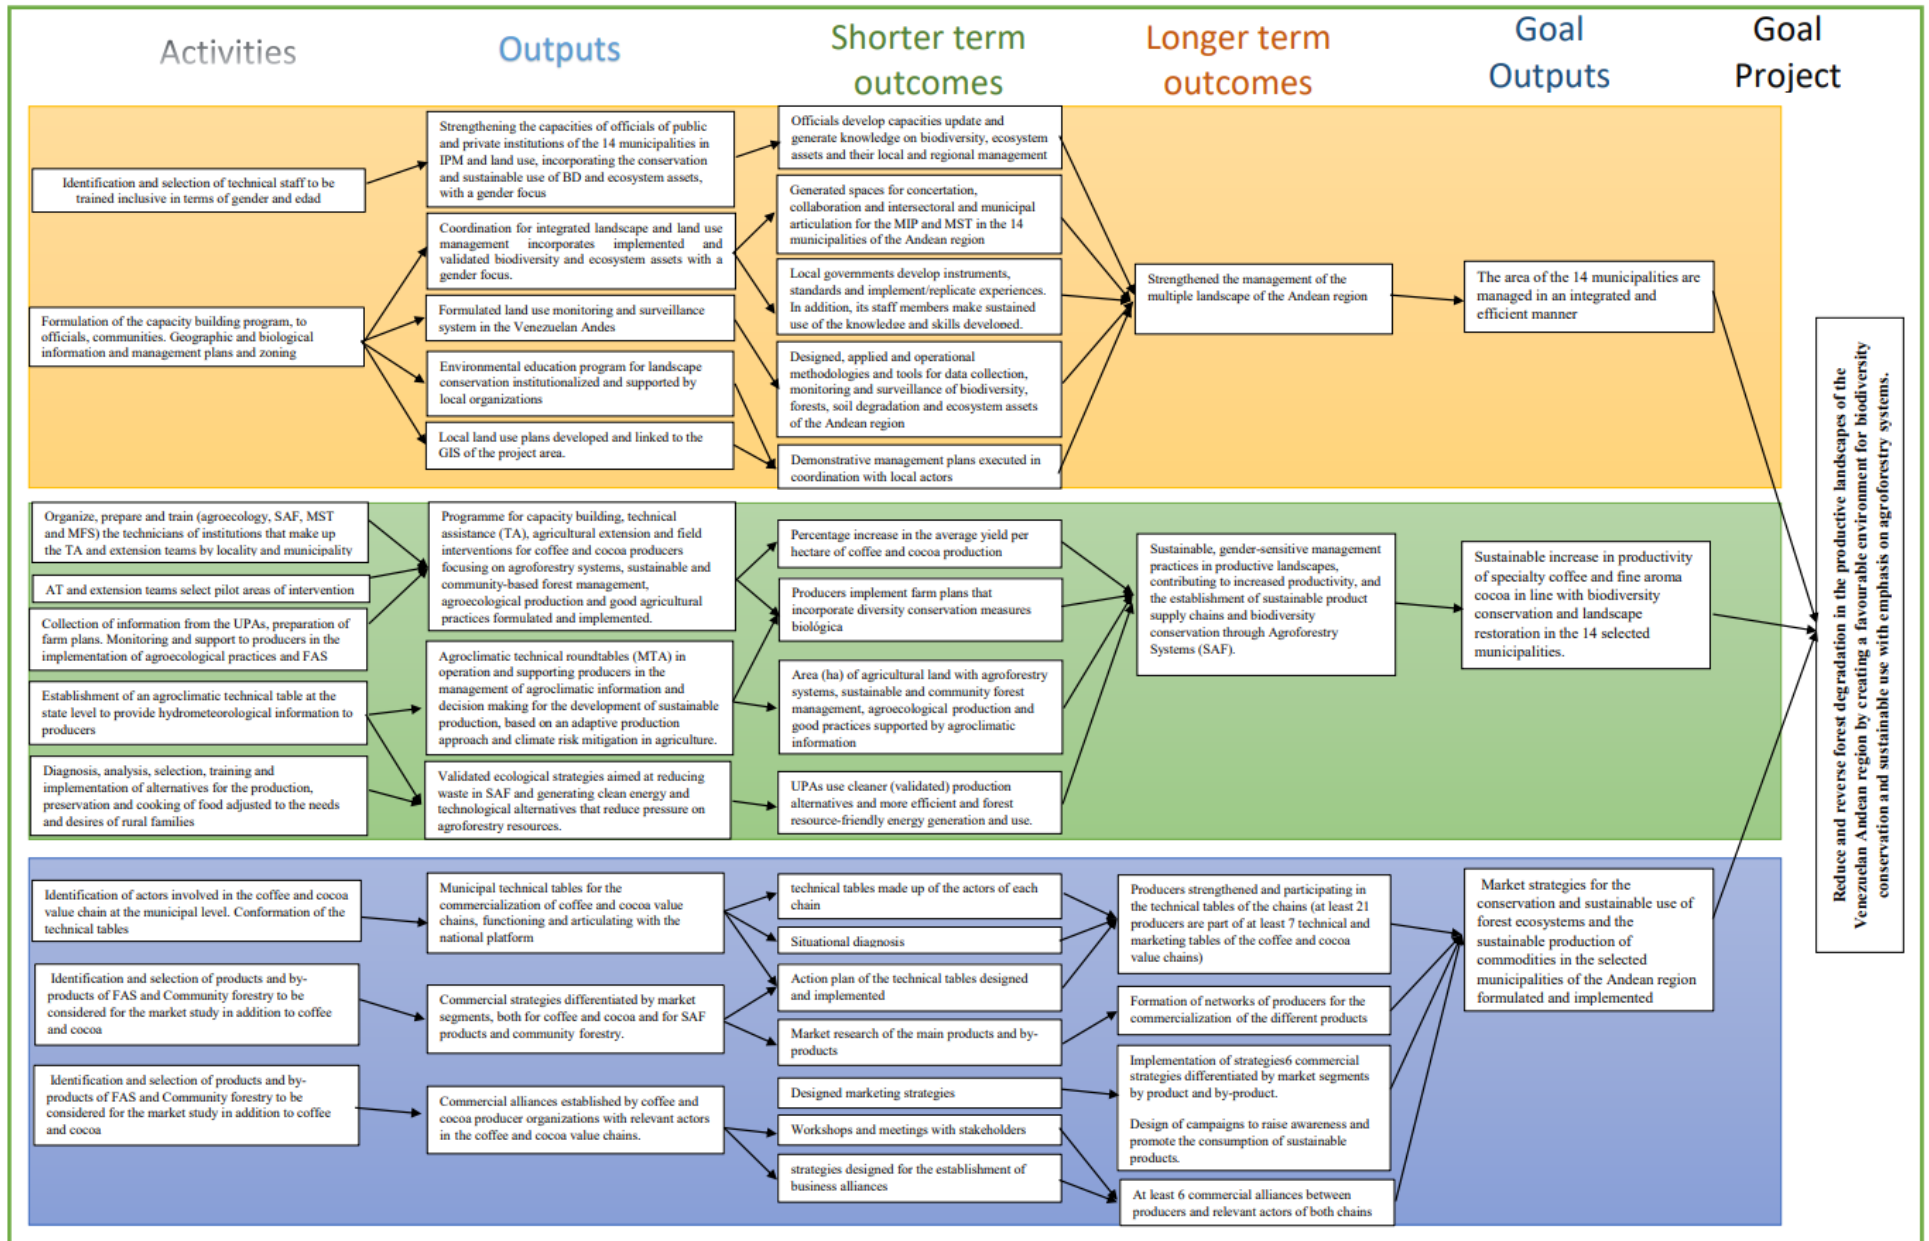 Activities
Outputs
Shorter term
outcomes
Longer term
outcomes
Goal
Outputs
Goal
Project
Identification and selection of technical staff to be
trained inclusive in terms of gender and edad
Formulation of the capacity building program, to
officials, communities. Geographic and biological
information and management plans and zoning
Strengthening the capacities of officials of public
and private institutions of the 14 municipalities in
IPM and land use, incorporating the conservation
and sustainable use of BD and ecosystem assets,
with a gender focus
Coordination for integrated landscape and land use
management incorporates implemented and
validated biodiversity and ecosystem assets with a
gender focus.
Formulated land use monitoring and surveillance
system in the Venezuelan Andes
Environmental education program for landscape
conservation institutionalized and supported by
local organizations
Local land use plans developed and linked to the
GIS of the project area.
Officials develop capacities update and
generate knowledge on biodiversity, ecosystem
assets and their local and regional management
Generated spaces for concertation,
collaboration and intersectoral and municipal
articulation for the MIP and MST in the 14
municipalities of the Andean region
Local governments develop instruments,
standards and implement/replicate experiences.
In addition, its staff members make sustained
use of the knowledge and skills developed.
Designed, applied and operational
methodologies and tools for data collection,
monitoring and surveillance of biodiversity,
forests, soil degradation and ecosystem assets
of the Andean region
Demonstrative management plans executed in
coordination with local actors
Strengthened the management of the
multiple landscape of the Andean region
The area of the 14 municipalities are
managed in an integrated and
efficient manner
Organize, prepare and train (agroecology, SAF, MST
and MFS) the technicians of institutions that make up
the TA and extension teams by locality and municipality
AT and extension teams select pilot areas of intervention
Collection of information from the UPAs, preparation of
farm plans. Monitoring and support to producers in the
implementation of agroecological practices and FAS
Establishment of an agroclimatic technical table at the
state level to provide hydrometeorological information to
producers
Diagnosis, analysis, selection, training and
implementation of alternatives for the production,
preservation and cooking of food adjusted to the needs
and desires of rural families
Programme for capacity building, technical
assistance (TA), agricultural extension and field
interventions for coffee and cocoa producers
focusing on agroforestry systems, sustainable and
community-based forest management,
agroecological production and good agricultural
practices formulated and implemented.
Agroclimatic technical roundtables (MTA) in
operation and supporting producers in the
management of agroclimatic information and
decision making for the development of sustainable
production, based on an adaptive production
approach and climate risk mitigation in agriculture.
Validated ecological strategies aimed at reducing
waste in SAF and generating clean energy and
technological alternatives that reduce pressure on
agroforestry resources.
Percentage increase in the average yield per
hectare of coffee and cocoa production
Producers implement farm plans that
incorporate diversity conservation measures
biológica
Area (ha) of agricultural land with agroforestry
systems, sustainable and community forest
management, agroecological production and
good practices supported by agroclimatic
information
UPAs use cleaner (validated) production
alternatives and more efficient and forest
resource-friendly energy generation and use.
Sustainable, gender-sensitive management
practices in productive landscapes,
contributing to increased productivity, and
the establishment of sustainable product
supply chains and biodiversity
conservation through Agroforestry
Systems (SAF).
Sustainable increase in productivity
of specialty coffee and fine aroma
cocoa in line with biodiversity
conservation and landscape
restoration in the 14 selected
municipalities.
Identification of actors involved in the coffee and cocoa
value chain at the municipal level. Conformation of the
technical tables
Identification and selection of products and by-
products of FAS and Community forestry to be
considered for the market study in addition to coffee
and cocoa
Identification and selection of products and by-
products of FAS and Community forestry to be
considered for the market study in addition to coffee
and cocoa
Municipal technical tables for the
commercialization of coffee and cocoa value
chains, functioning and articulating with the
national platform
Commercial strategies differentiated by market
segments, both for coffee and cocoa and for SAF
products and community forestry.
Commercial alliances established by coffee and
cocoa producer organizations with relevant actors
in the coffee and cocoa value chains.
technical tables made up of the actors of each
chain
Situational diagnosis
Action plan of the technical tables designed
and implemented
Market research of the main products and by-
products
Designed marketing strategies
Workshops and meetings with stakeholders
strategies designed for the establishment of
business alliances
Producers strengthened and participating in
the technical tables of the chains (at least 21
producers are part of at least 7 technical and
marketing tables of the coffee and cocoa
value chains)
Formation of networks of producers for the
commercialization of the different products
Implementation of strategies6 commercial
strategies differentiated by market segments
by product and by-product.
Design of campaigns to raise awareness and
promote the consumption of sustainable
products.
At least 6 commercial alliances between
producers and relevant actors of both chains
Market strategies for the
conservation and sustainable use of
forest ecosystems and the
sustainable production of
commodities in the selected
municipalities of the Andean region
formulated and implemented
Reduce and reverse forest degradation in the productive landscapes of the
Venezuelan Andean region by creating a favourable environment for biodiversity
conservation and sustainable use with emphasis on agroforestry systems.